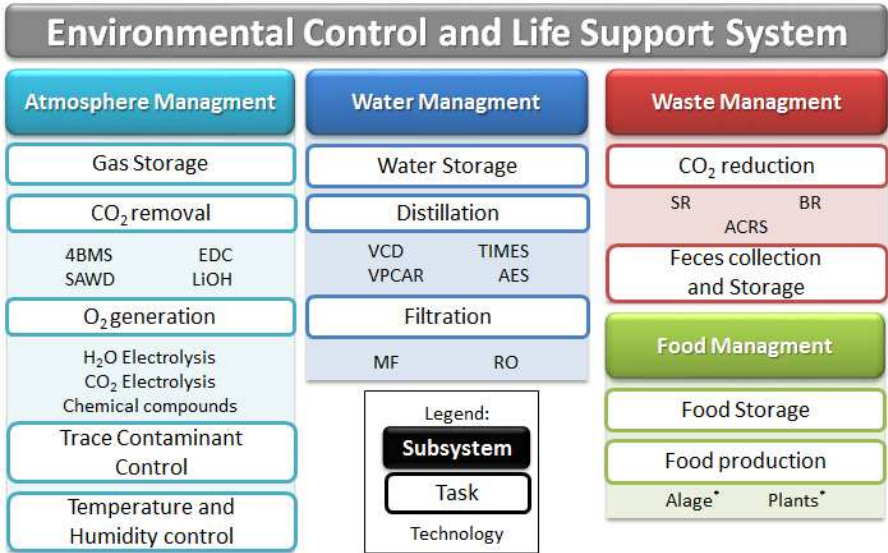 Environmental Control and Life Support System
Atmosphere Managment
Gas Storage
CO₂ removal
4BMS EDC
SAWD LiOH
O₂ generation
H₂O Electrolysis
CO₂ Electrolysis
Chemical compounds
Trace Contaminant
Control
Temperature and
Humidity control
Water Managment
Water Storage
Distillation
VCD TIMES
VPCAR AES
Filtration
MF RO
Legend:
Subsystem
Task
Technology
Waste Managment
CO₂ reduction
SR BR
ACRS
Feces collection
and Storage
Food Managment
Food Storage
Food production
Alage* Plants*